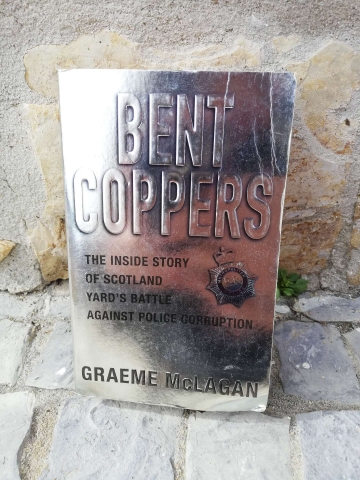 BENT
COPPERS
THE INSIDE STORY
OF SCOTLAND
YARD'S BATTLE
AGAINST POLICE CORRUPTION
GRAEME McLAGAN